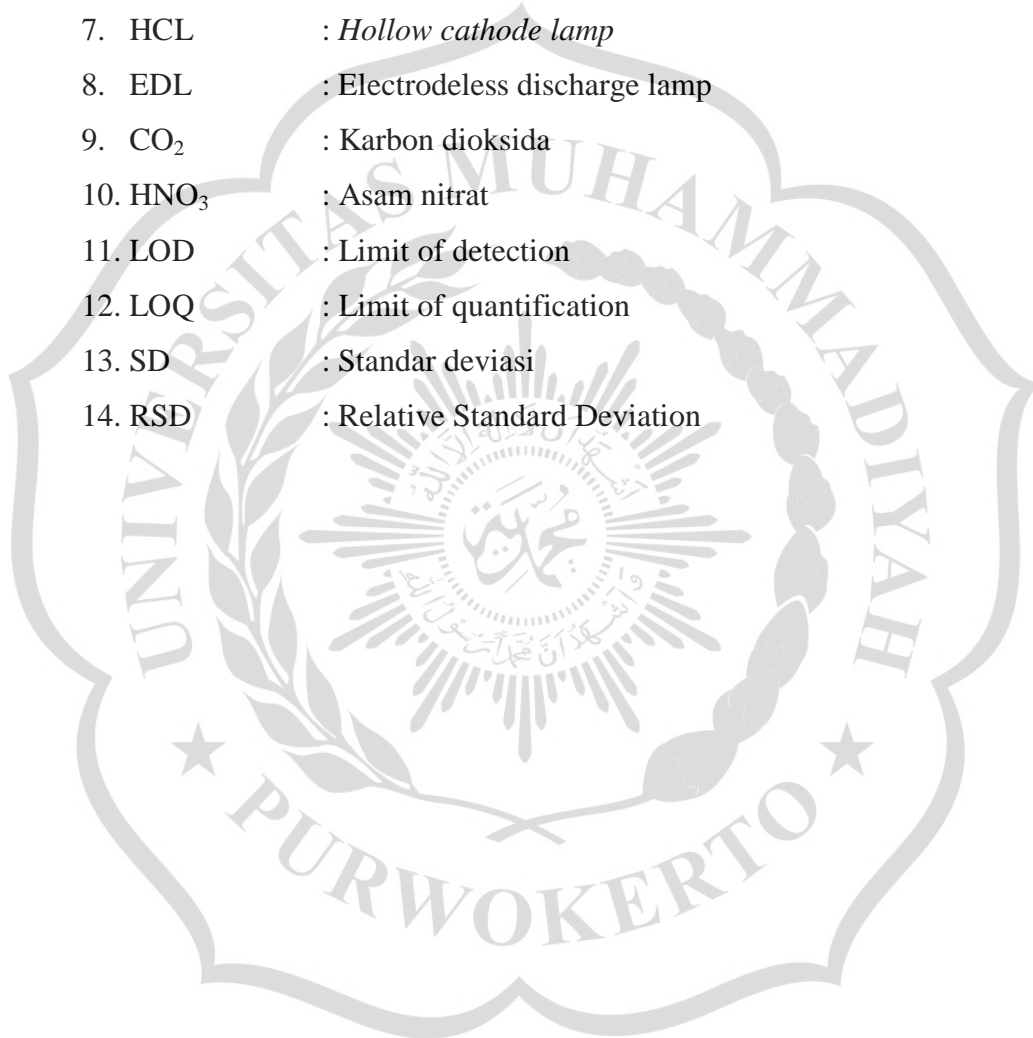 7. HCL : Hollow cathode lamp
8. EDL : Electrodeless discharge lamp
9. CO₂ : Karbon dioksida
10. HNO₃ : Asam nitrat
11. LOD : Limit of detection
12. LOQ : Limit of quantification
13. SD : Standar deviasi
14. RSD : Relative Standard Deviation
UNIVERSITAS MUHAMMADIYAH
PURWOKERTO